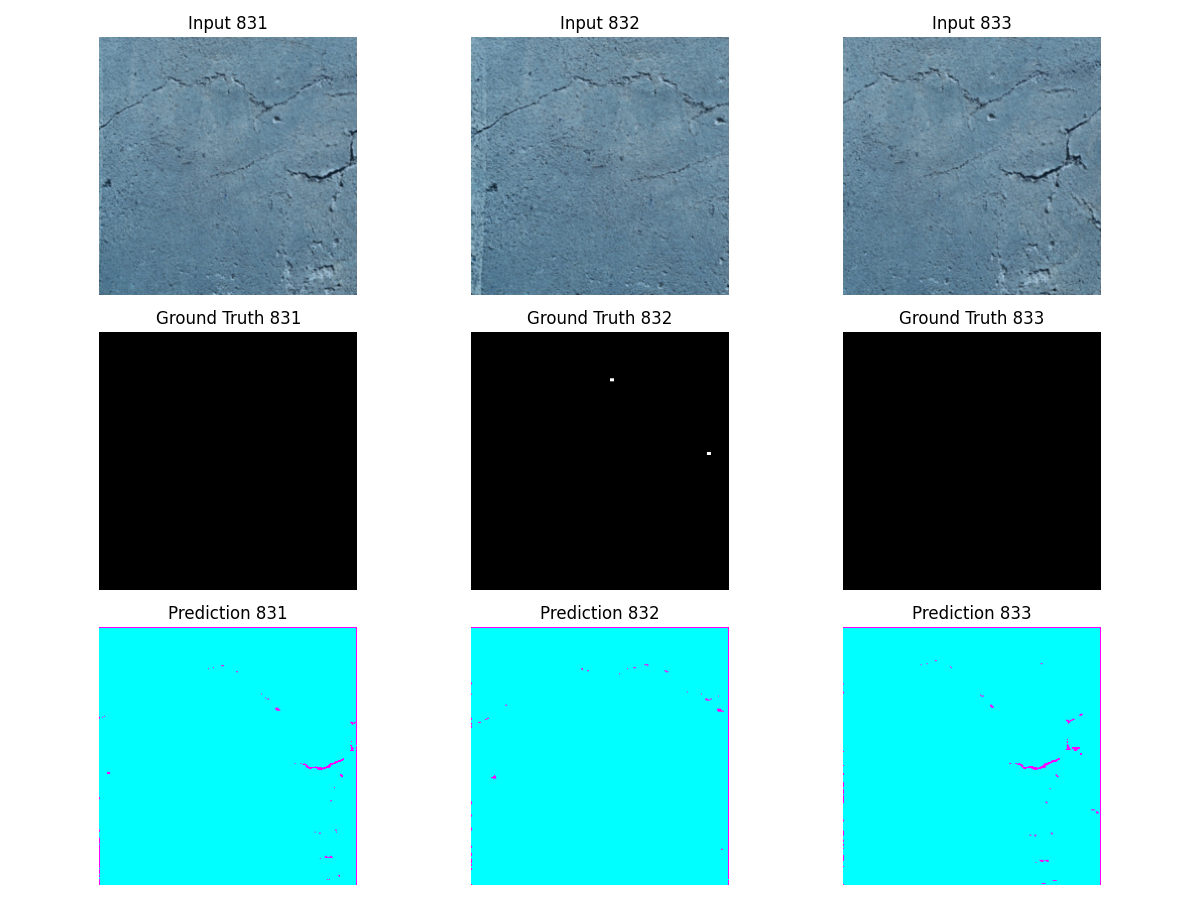 Input 831
Input 832
Input 833
Ground Truth 831
Ground Truth 832
Ground Truth 833
Prediction 831
Prediction 832
Prediction 833